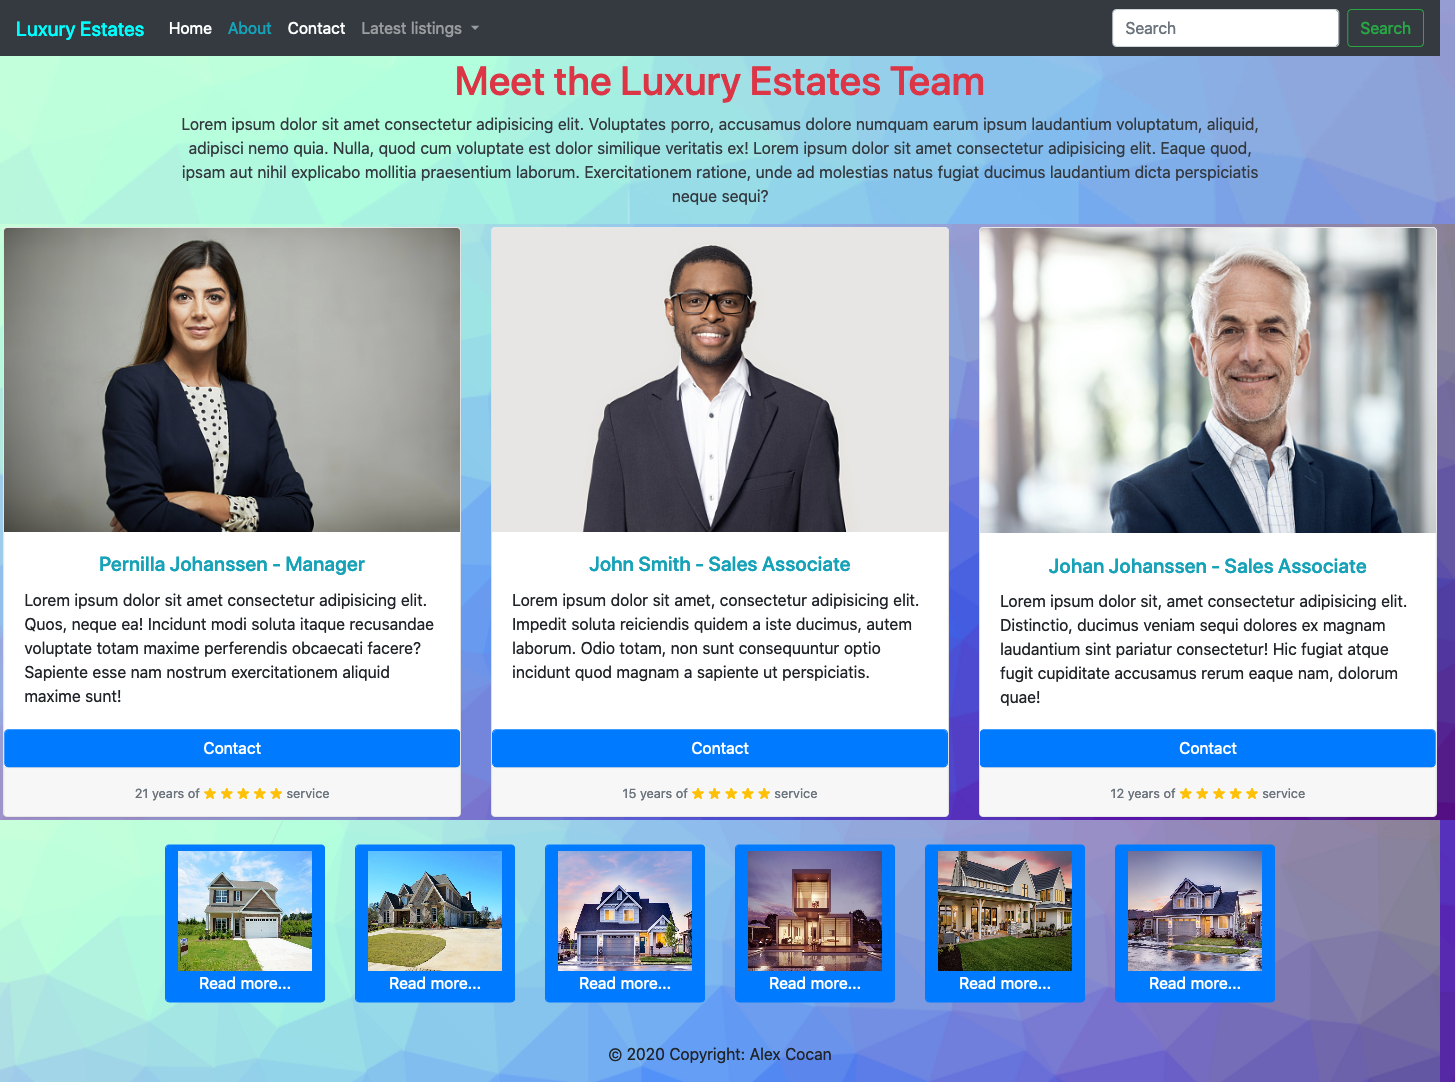 Luxury Estates Home About Contact Latest listings Search Search
Meet the Luxury Estates Team
Lorem ipsum dolor sit amet consectetur adipisicing elit. Voluptates porro, accusamus dolore numquam earum ipsum laudantium voluptatum, aliquid,
adipisci nemo quia. Nulla, quod cum voluptate est dolor similique veritatis ex! Lorem ipsum dolor sit amet consectetur adipisicing elit. Eaque quod,
ipsam aut nihil explicabo mollitia praesentium laborum. Exercitationem ratione, unde ad molestias natus fugiat ducimus laudantium dicta perspiciatis
neque sequi?
Pernilla Johanssen - Manager
Lorem ipsum dolor sit amet consectetur adipisicing elit.
Quos, neque ea! Incidunt modi soluta itaque recusandae
voluptate totam maxime perferendis obcaecati facere?
Sapiente esse nam nostrum exercitationem aliquid
maxime sunt!
Contact
21 years of ⭐⭐⭐⭐⭐ service
John Smith - Sales Associate
Lorem ipsum dolor sit amet, consectetur adipisicing elit.
Impedit soluta reiciendis quidem a iste ducimus, autem
laborum. Odio totam, non sunt consequuntur optio
incidunt quod magnam a sapiente ut perspiciatis.
Contact
15 years of ⭐⭐⭐⭐⭐ service
Johan Johanssen - Sales Associate
Lorem ipsum dolor sit, amet consectetur adipisicing elit.
Distinctio, ducimus veniam sequi dolores ex magnam
laudantium sint pariatur consectetur! Hic fugiat atque
fugit cupiditate accusamus rerum eaque nam, dolorum
quae!
Contact
12 years of ⭐⭐⭐⭐⭐ service
Read more... Read more... Read more... Read more... Read more... Read more...
© 2020 Copyright: Alex Cocan